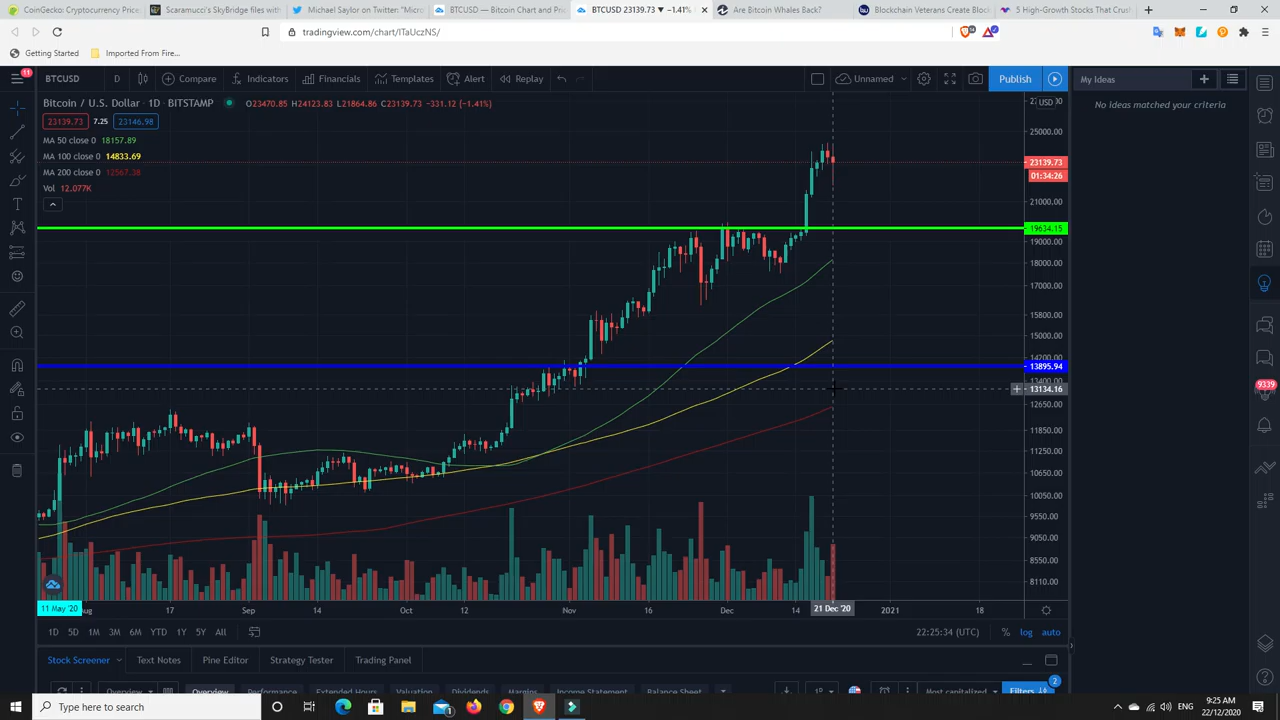 CoinGecko: Cryptocurrency Price
Scaramucci's SkyBridge files with
Michael Saylor on Twitter: "Micro
BTCUSD — Bitcoin Chart and Pric
BTCUSD 23139.73 ▼ −1.41%
Are Bitcoin Whales Back?
Blockchain Veterans Create Block
5 High-Growth Stocks That Crush
tradingview.com/chart/ITaUczNS/
Getting Started
Imported From Fire...
11
BTCUSD
D
Compare
Indicators
Financials
Templates
Alert
Replay
Unnamed
Publish
My Ideas
Bitcoin / U.S. Dollar · 1D · BITSTAMP
O23470.85 H24123.83 L21864.86 C23139.73 −331.12 (−1.41%)
USD
No ideas matched your criteria
23139.73 7.25 23146.98
25000.00
MA 50 close 0 18157.89
MA 100 close 0 14833.69
MA 200 close 0 12567.38
Vol 12.077K
23139.73
01:34:26
21000.00
19634.15
19000.00
18000.00
17000.00
15800.00
15000.00
14200.00
13895.94
13400.00
13134.16
12650.00
11850.00
11250.00
10650.00
10050.00
9550.00
9050.00
8550.00
8110.00
9339
11 May '20
Aug
17
Sep
14
Oct
12
Nov
16
Dec
14
21 Dec '20
2021
18
1D 5D 1M 3M 6M YTD 1Y 5Y All
22:25:34 (UTC)
% log auto
Stock Screener
Text Notes
Pine Editor
Strategy Tester
Trading Panel
2
Overview
Overview
Performance
Extended Hours
Valuation
Dividends
Margins
Income Statement
Balance Sheet
Most capitalized
Filters
Type here to search
ENG
9:25 AM
22/12/2020